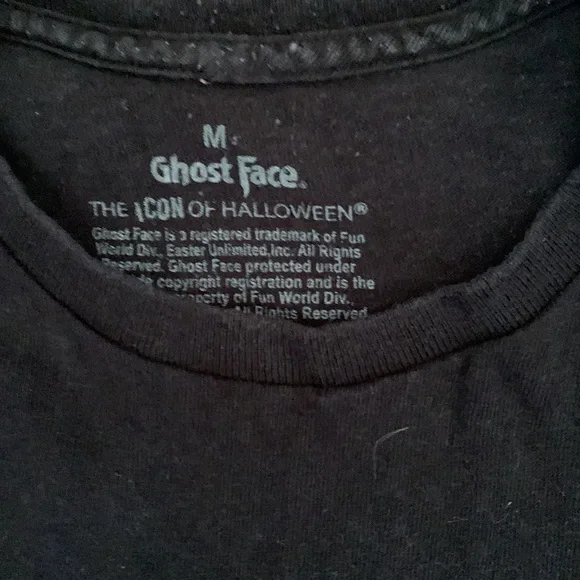 M
Ghost Face®
THE ICON OF HALLOWEEN®
Ghost Face is a registered trademark of Fun
World Div., Easter Unlimited,Inc. All Rights
Reserved. Ghost Face protected under
copyright registration and is the
property of Fun World Div.,
All Rights Reserved